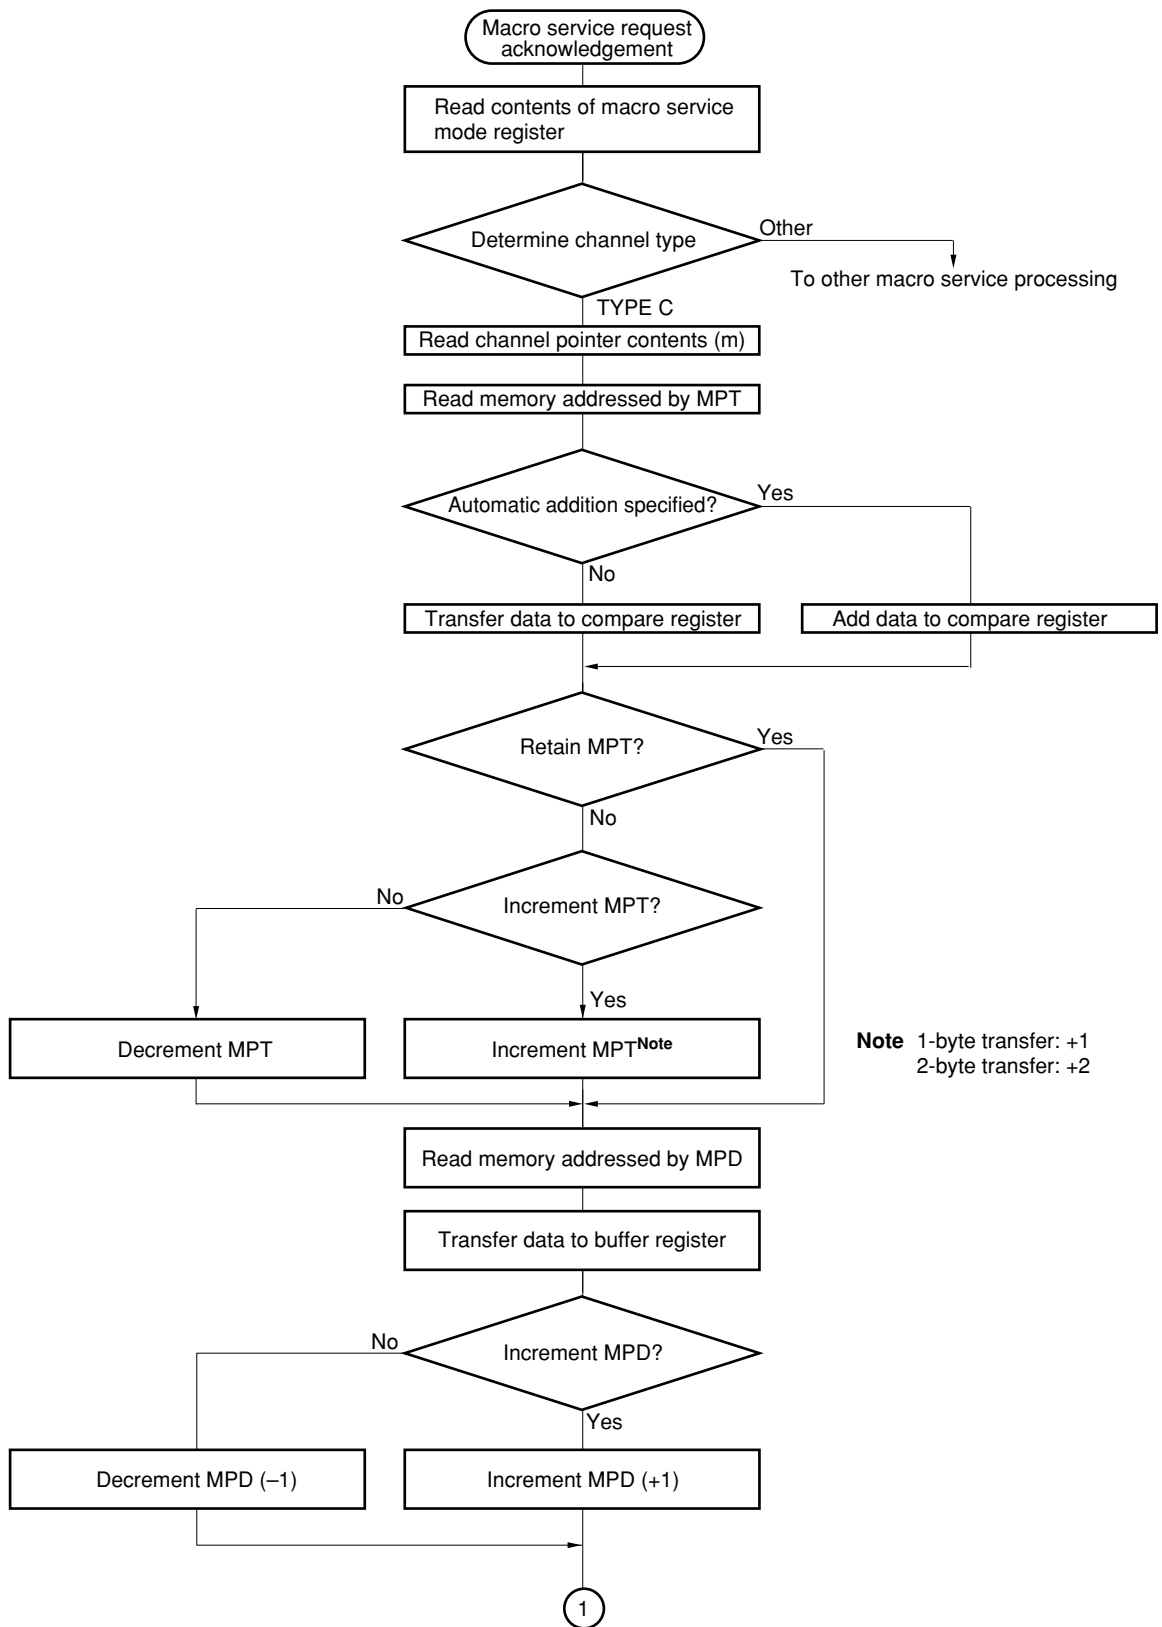 Macro service request
acknowledgement
Read contents of macro service
mode register
Determine channel type
Other
To other macro service processing
TYPE C
Read channel pointer contents (m)
Read memory addressed by MPT
Automatic addition specified?
Yes
No
Transfer data to compare register
Add data to compare register
Retain MPT?
Yes
No
Increment MPT?
No
Yes
Decrement MPT
Increment MPTNote
Note 1-byte transfer: +1
2-byte transfer: +2
Read memory addressed by MPD
Transfer data to buffer register
Increment MPD?
No
Yes
Decrement MPD (–1)
Increment MPD (+1)
1